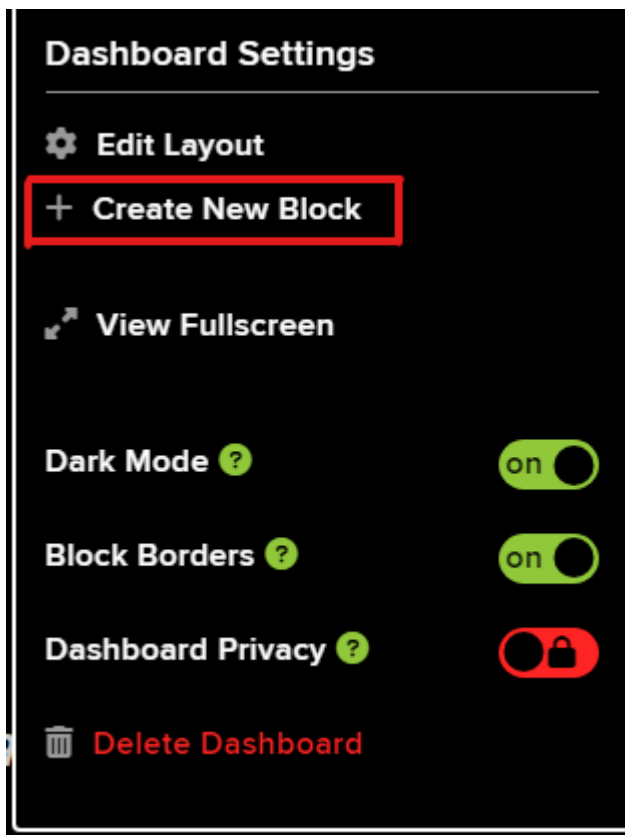 Dashboard Settings
Edit Layout
+ Create New Block
View Fullscreen
Dark Mode ? on
Block Borders ? on
Dashboard Privacy ?
Delete Dashboard